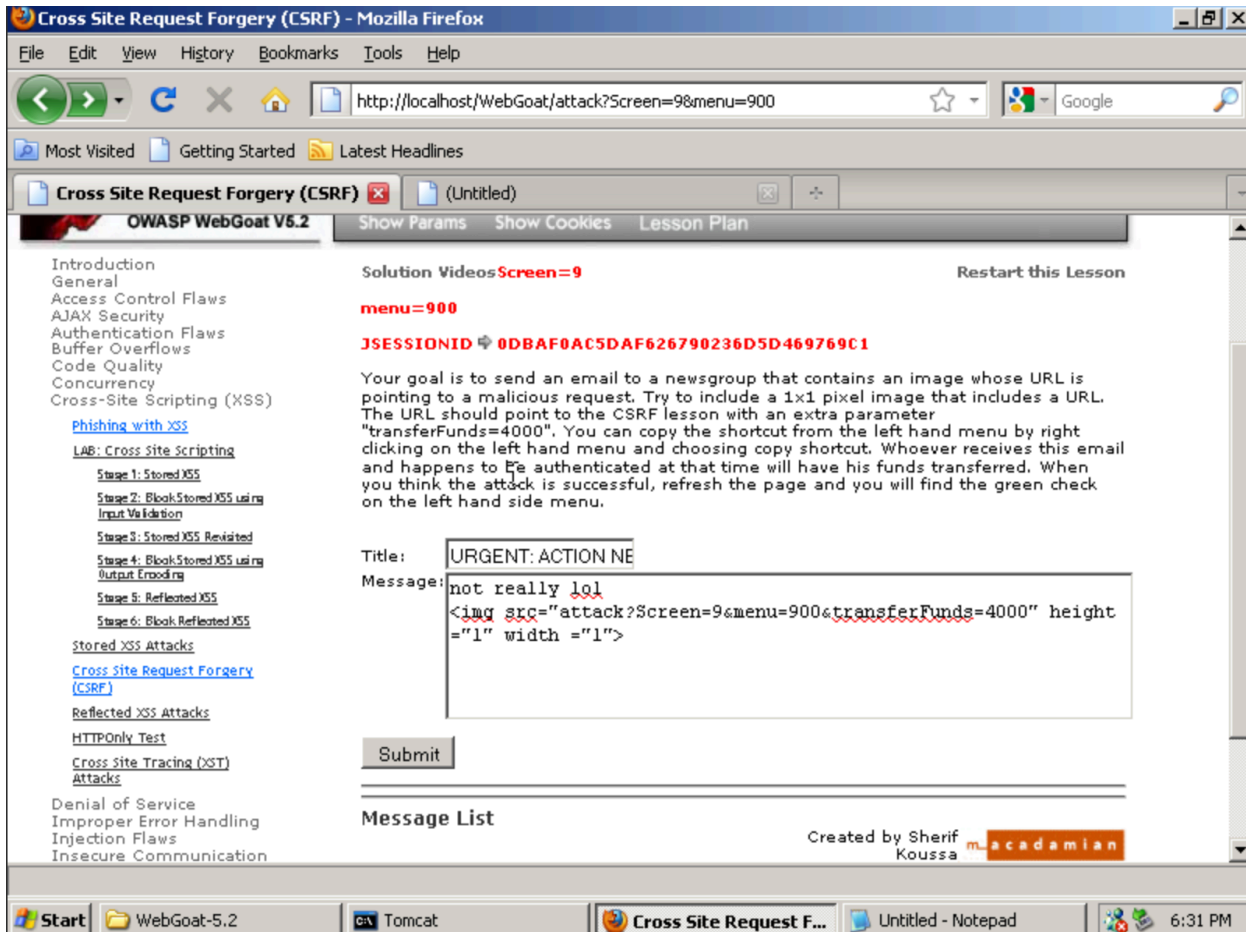 Cross Site Request Forgery (CSRF) - Mozilla Firefox
File Edit View History Bookmarks Tools Help
http://localhost/WebGoat/attack?Screen=9&menu=900
Google
Most Visited Getting Started Latest Headlines
Cross Site Request Forgery (CSRF) (Untitled)
OWASP WebGoat V5.2
Show Params Show Cookies Lesson Plan
Introduction
General
Access Control Flaws
AJAX Security
Authentication Flaws
Buffer Overflows
Code Quality
Concurrency
Cross-Site Scripting (XSS)
Phishing with XSS
LAB: Cross Site Scripting
Stage 1: Stored XSS
Stage 2: Block Stored XSS using
Input Validation
Stage 3: Stored XSS Revisited
Stage 4: Block Stored XSS using
Output Encoding
Stage 5: Reflected XSS
Stage 6: Block Reflected XSS
Stored XSS Attacks
Cross Site Request Forgery
(CSRF)
Reflected XSS Attacks
HTTPOnly Test
Cross Site Tracing (XST)
Attacks
Denial of Service
Improper Error Handling
Injection Flaws
Insecure Communication
Solution Videos Screen=9 Restart this Lesson
menu=900
JSESSIONID 0DBAF0AC5DAF626790236D5D469769C1
Your goal is to send an email to a newsgroup that contains an image whose URL is
pointing to a malicious request. Try to include a 1x1 pixel image that includes a URL.
The URL should point to the CSRF lesson with an extra parameter
"transferFunds=4000". You can copy the shortcut from the left hand menu by right
clicking on the left hand menu and choosing copy shortcut. Whoever receives this email
and happens to be authenticated at that time will have his funds transferred. When
you think the attack is successful, refresh the page and you will find the green check
on the left hand side menu.
Title: URGENT: ACTION NE
Message: not really lol
<img src="attack?Screen=9&menu=900&transferFunds=4000" height
="1" width ="1">
Submit
Message List
Created by Sherif
Koussa
m acadamian
Start WebGoat-5.2 Tomcat Cross Site Request F... Untitled - Notepad 6:31 PM